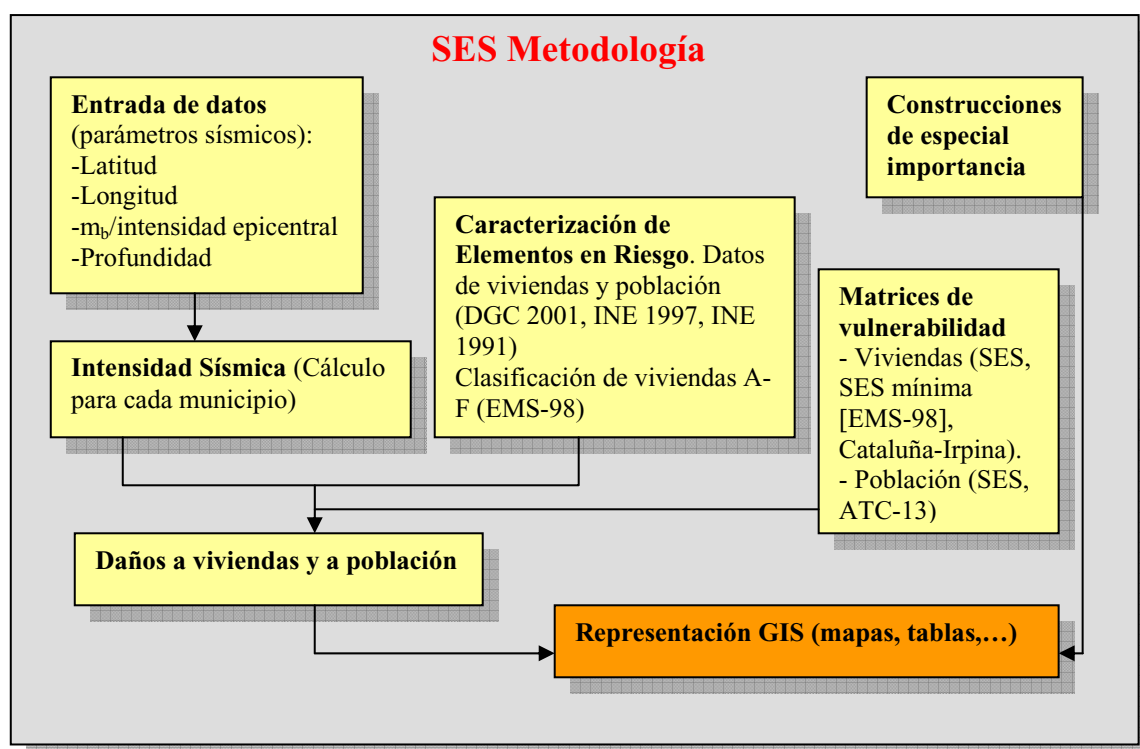 SES Metodología
Entrada de datos
(parámetros sísmicos):
-Latitud
-Longitud
-mb/intensidad epicentral
-Profundidad
Construcciones
de especial
importancia
Caracterización de
Elementos en Riesgo. Datos
de viviendas y población
(DGC 2001, INE 1997, INE
1991)
Clasificación de viviendas A-
F (EMS-98)
Matrices de
vulnerabilidad
- Viviendas (SES,
SES mínima
[EMS-98],
Cataluña-Irpina).
- Población (SES,
ATC-13)
Intensidad Sísmica (Cálculo
para cada municipio)
Daños a viviendas y a población
Representación GIS (mapas, tablas,…)